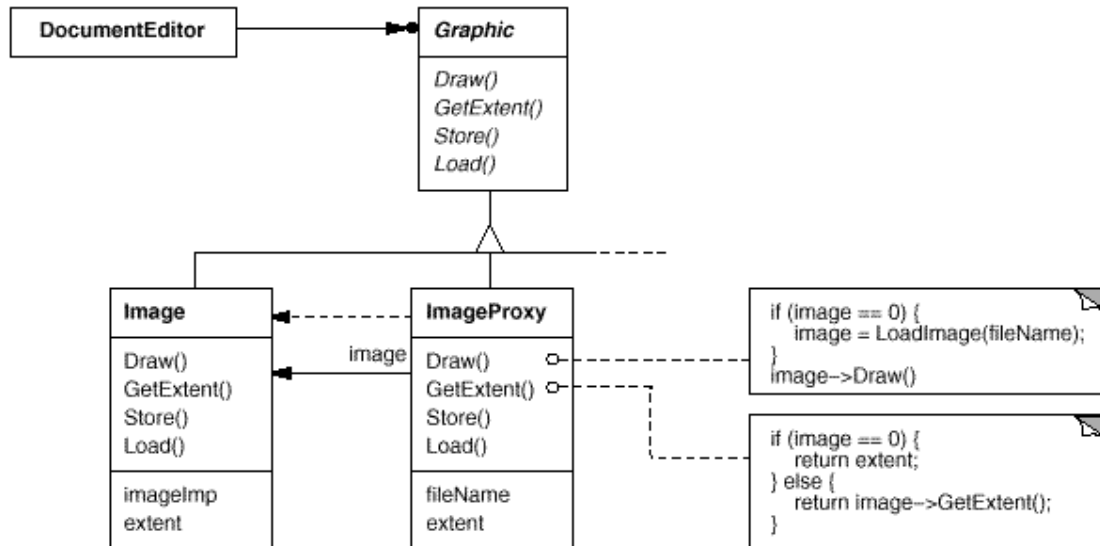 DocumentEditor
Graphic
Draw()
GetExtent()
Store()
Load()
Image
Draw()
GetExtent()
Store()
Load()
imageImp
extent
image
ImageProxy
Draw()
GetExtent()
Store()
Load()
fileName
extent
if (image == 0) {
image = LoadImage(fileName);
}
image->Draw()
if (image == 0) {
return extent;
} else {
return image->GetExtent();
}